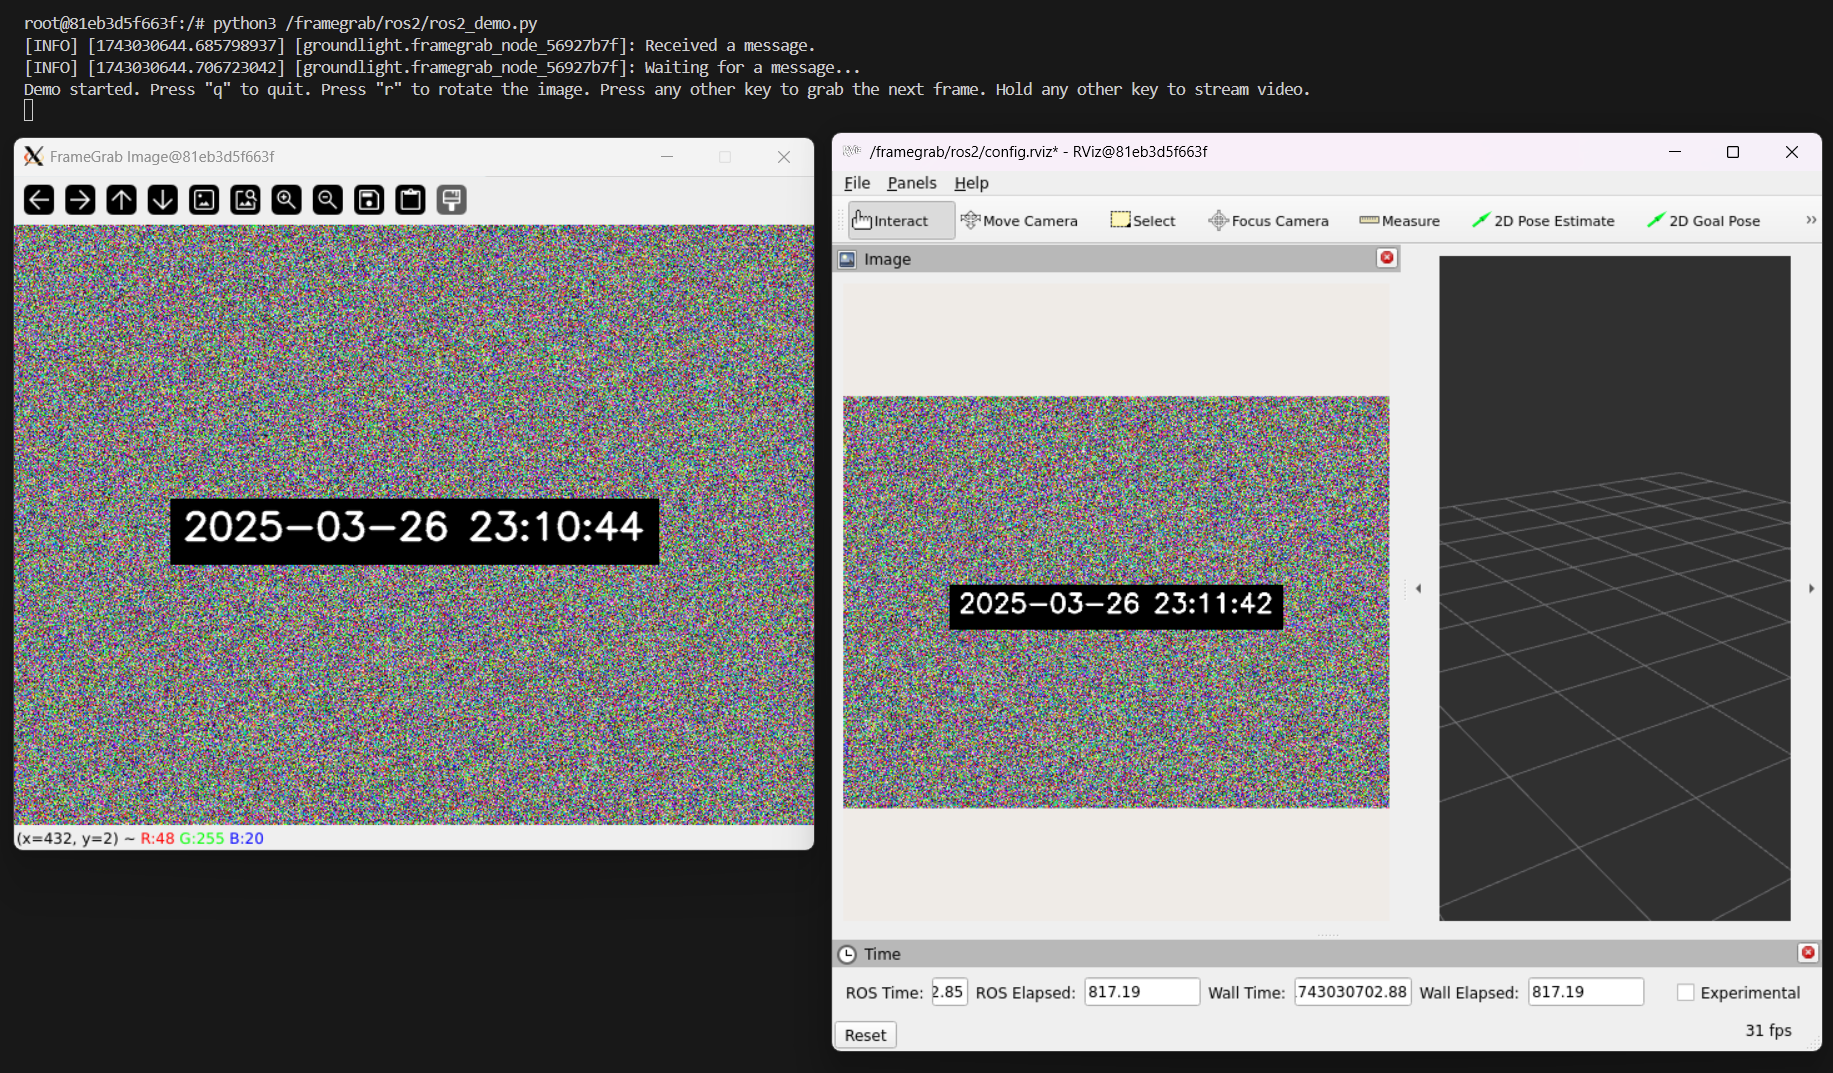 root@81eb3d5f663f:/# python3 /framegrab/ros2/ros2_demo.py
[INFO] [1743030644.685798937] [groundlight.framegrab_node_56927b7f]: Received a message.
[INFO] [1743030644.706723042] [groundlight.framegrab_node_56927b7f]: Waiting for a message...
Demo started. Press "q" to quit. Press "r" to rotate the image. Press any other key to grab the next frame. Hold any other key to stream video.
FrameGrab Image@81eb3d5f663f
2025-03-26 23:10:44
(x=432, y=2) ~ R:48 G:255 B:20
/framegrab/ros2/config.rviz* - RViz@81eb3d5f663f
File Panels Help
Interact Move Camera Select Focus Camera Measure 2D Pose Estimate 2D Goal Pose »
Image
2025-03-26 23:11:42
Time
ROS Time: 2.85 ROS Elapsed: 817.19 Wall Time: .743030702.88 Wall Elapsed: 817.19 Experimental
Reset 31 fps